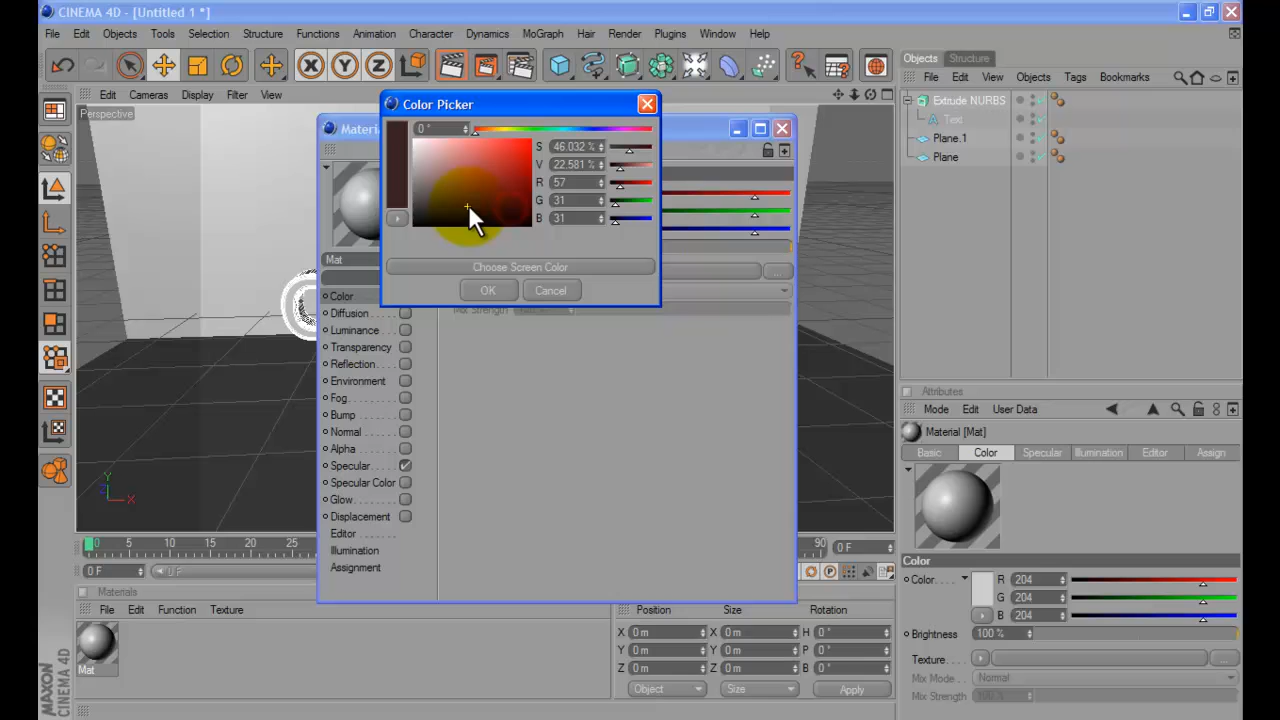 CINEMA 4D - [Untitled 1 *]
File Edit Objects Tools Selection Structure Functions Animation Character Dynamics MoGraph Hair Render Plugins Window Help
Edit Cameras Display Filter View
Perspective
Color Picker
0 °
S 46.032 %
V 22.581 %
R 57
G 31
B 31
Choose Screen Color
OK Cancel
Mat
Color
Diffusion
Luminance
Transparency
Reflection
Environment
Fog
Bump
Normal
Alpha
Specular
Specular Color
Glow
Displacement
Editor
Illumination
Assignment
Mix Strength
Objects Structure
File Edit View Objects Tags Bookmarks
Extrude NURBS
Text
Plane.1
Plane
Attributes
Mode Edit User Data
Material [Mat]
Basic Color Specular Illumination Editor Assign
Color
Color R 204
G 204
B 204
Brightness 100 %
Texture
Mix Mode Normal
Mix Strength 100 %
0 5 10 15 20 25 90 0 F
0 F 0 F
Materials
File Edit Function Texture
Mat
Position Size Rotation
X 0 m X 0 m H 0 °
Y 0 m Y 0 m P 0 °
Z 0 m Z 0 m B 0 °
Object Size Apply
MAXON
CINEMA 4D